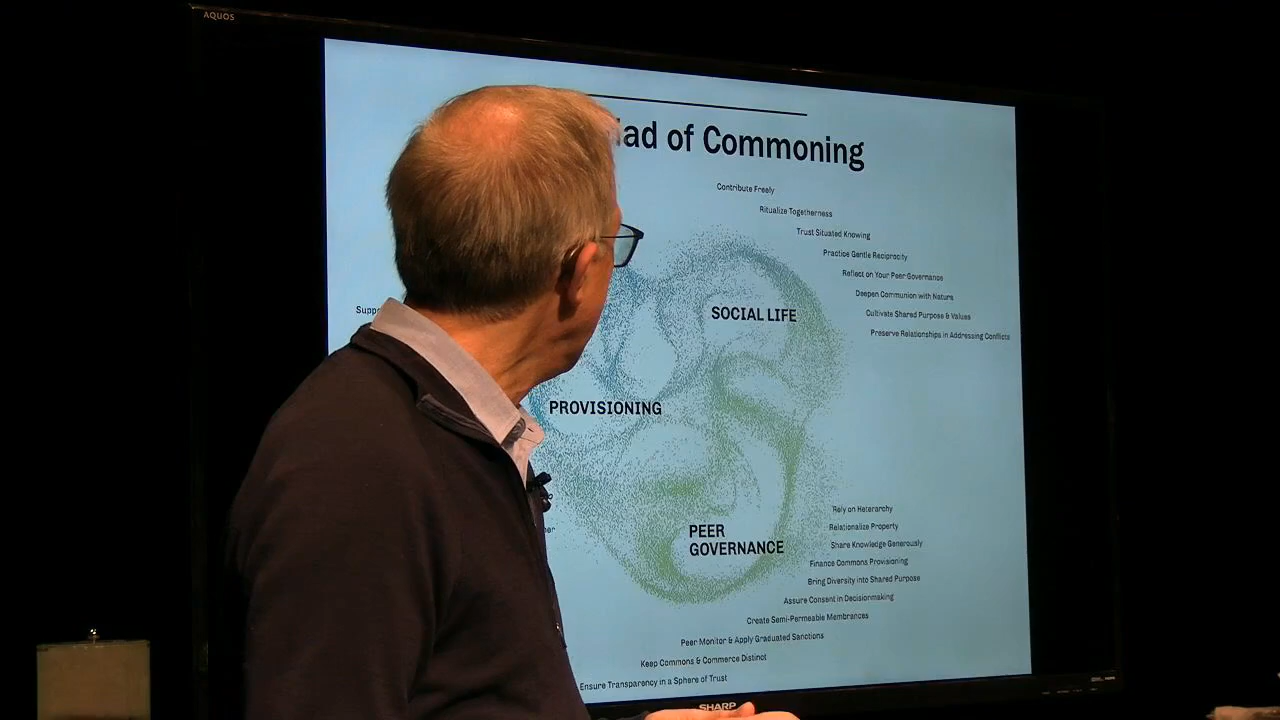 AQUOS
of Commoning
Contribute Freely
Ritualize Togetherness
Trust Situated Knowing
Practice Gentle Reciprocity
Reflect on Your Peer Governance
Deepen Communion with Nature
Cultivate Shared Purpose & Values
Preserve Relationships in Addressing Conflicts
SOCIAL LIFE
PROVISIONING
PEER
GOVERNANCE
Rely on Heterarchy
Relationalize Property
Share Knowledge Generously
Finance Commons Provisioning
Bring Diversity into Shared Purpose
Assure Consent in Decisionmaking
Create Semi-Permeable Membranes
Peer Monitor & Apply Graduated Sanctions
Keep Commons & Commerce Distinct
Ensure Transparency in a Sphere of Trust
SHARP